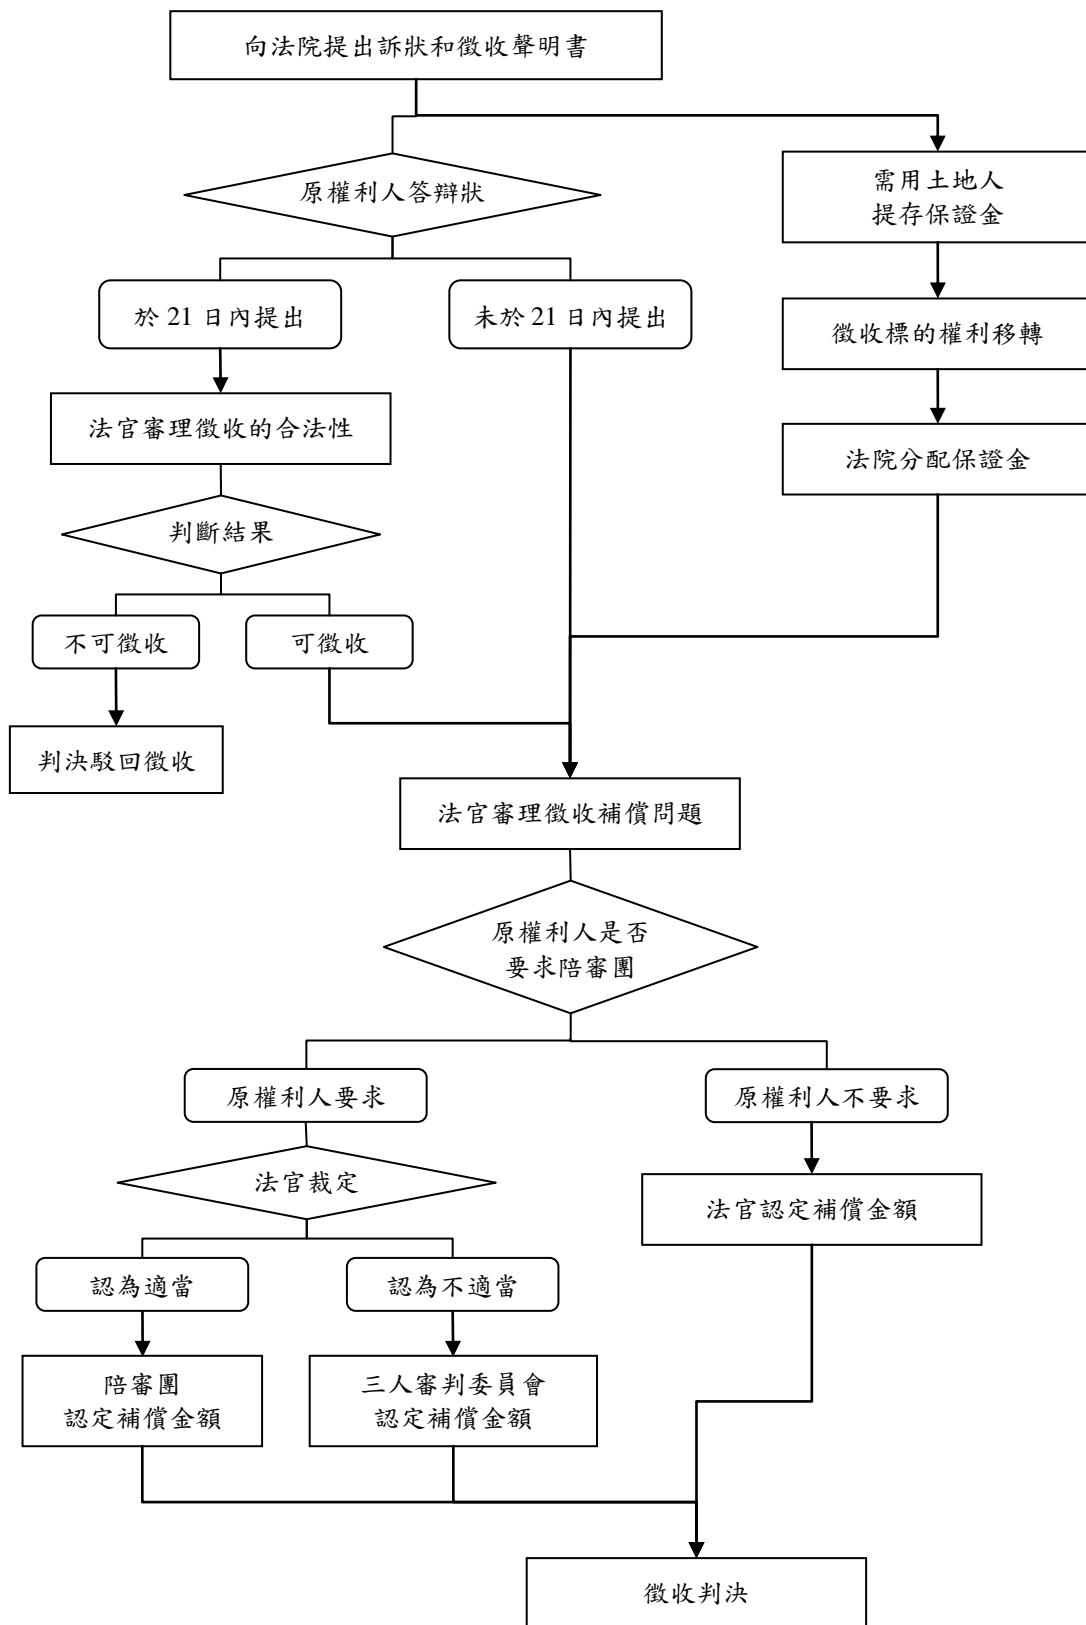 向法院提出訴狀和徵收聲明書
原權利人答辯狀
需用土地人
提存保證金
於 21 日內提出
未於 21 日內提出
徵收標的權利移轉
法官審理徵收的合法性
法院分配保證金
判斷結果
不可徵收
可徵收
判決駁回徵收
法官審理徵收補償問題
原權利人是否
要求陪審團
原權利人要求
原權利人不要求
法官裁定
法官認定補償金額
認為適當
認為不適當
陪審團
認定補償金額
三人審判委員會
認定補償金額
徵收判決